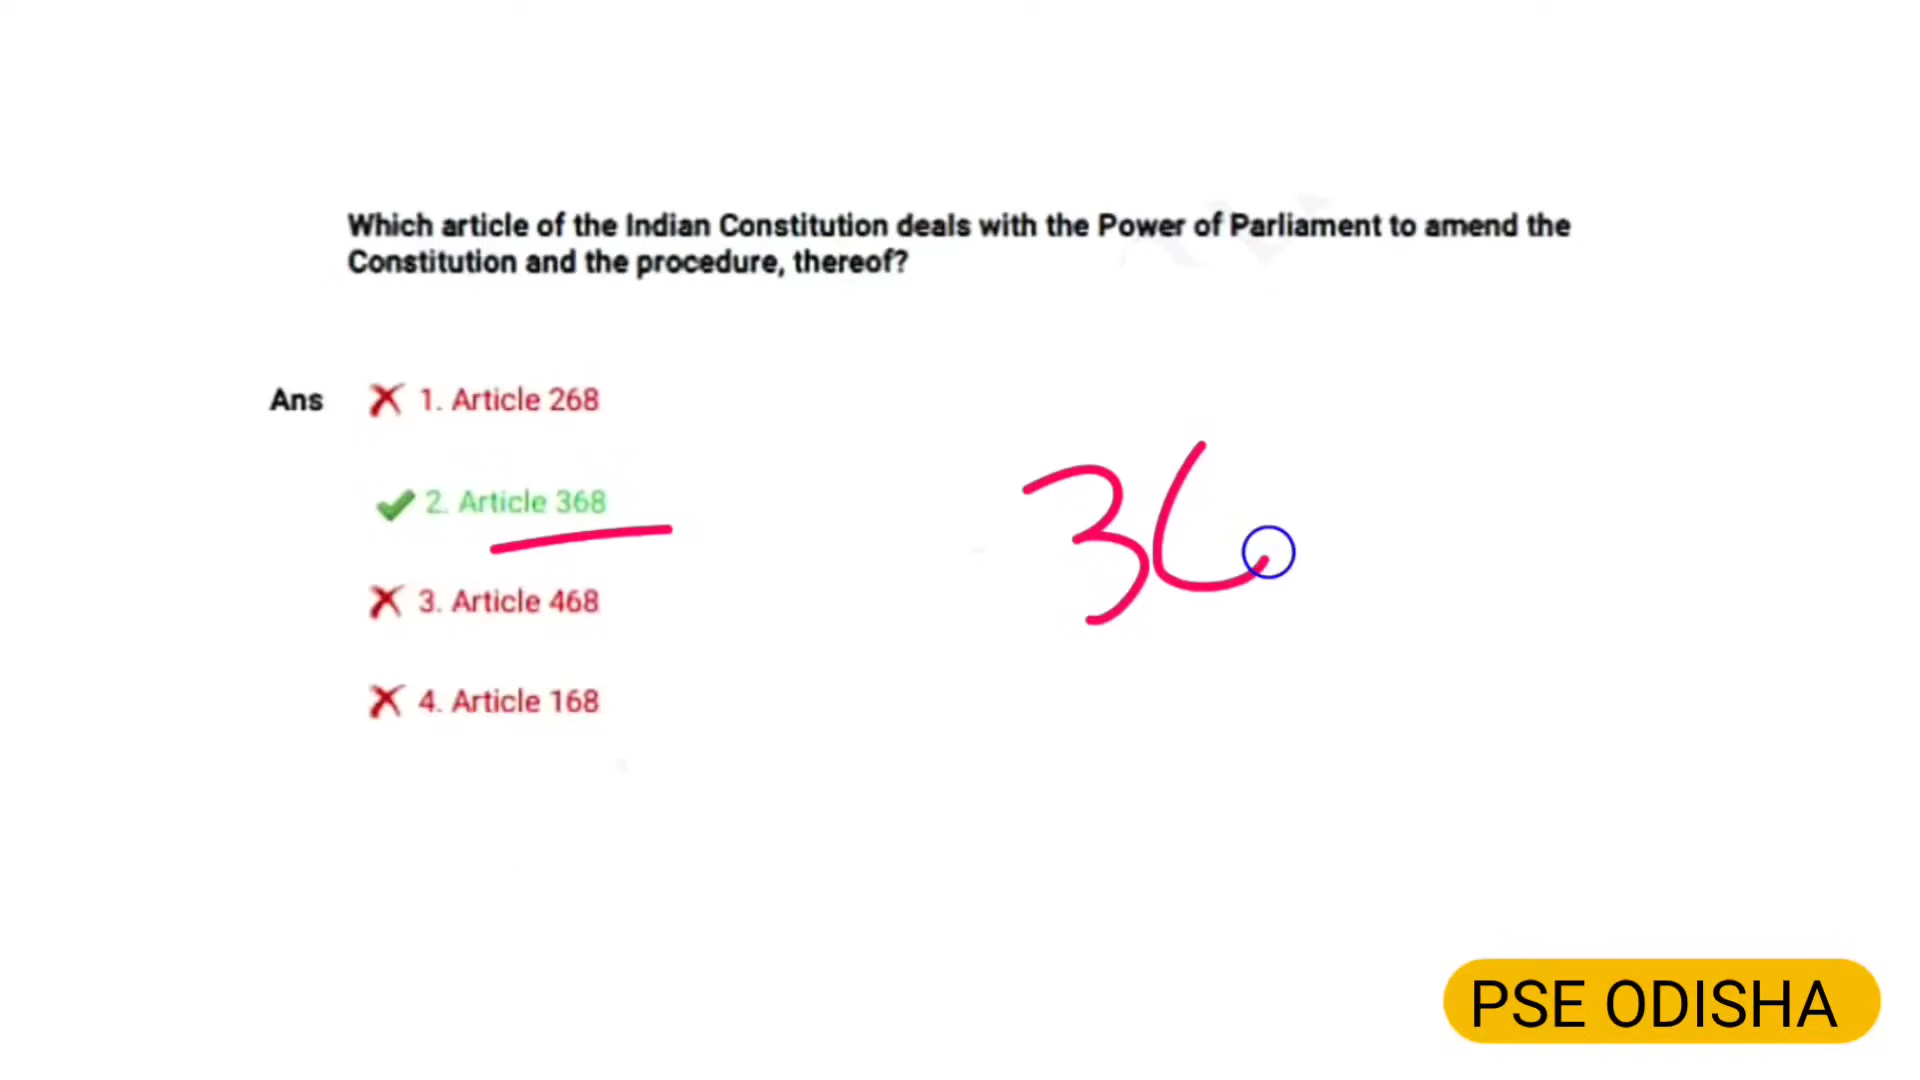 Which article of the Indian Constitution deals with the Power of Parliament to amend the
Constitution and the procedure, thereof?
Ans 1. Article 268
2. Article 368
3. Article 468
4. Article 168
36
PSE ODISHA